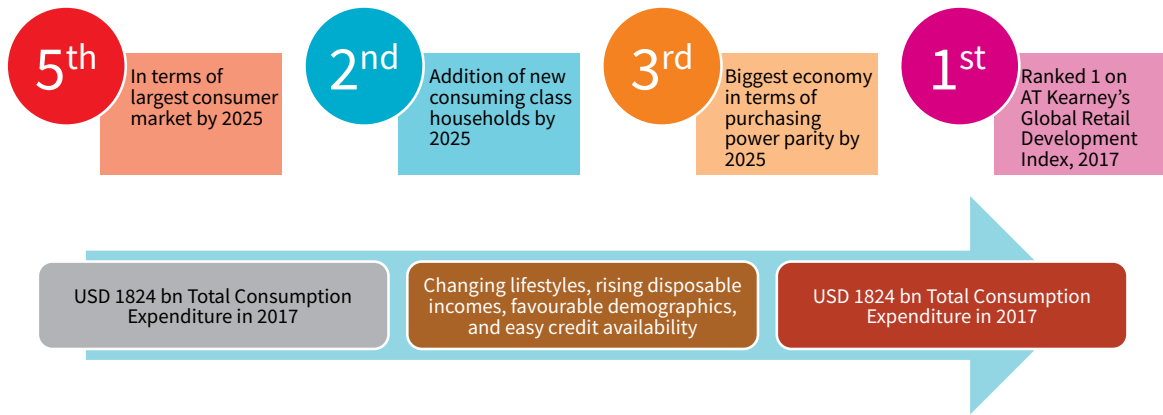 5th
In terms of
largest consumer
market by 2025
2nd
Addition of new
consuming class
households by
2025
3rd
Biggest economy
in terms of
purchasing
power parity by
2025
1st
Ranked 1 on
AT Kearney’s
Global Retail
Development
Index, 2017
USD 1824 bn Total Consumption
Expenditure in 2017
Changing lifestyles, rising disposable
incomes, favourable demographics,
and easy credit availability
USD 1824 bn Total Consumption
Expenditure in 2017